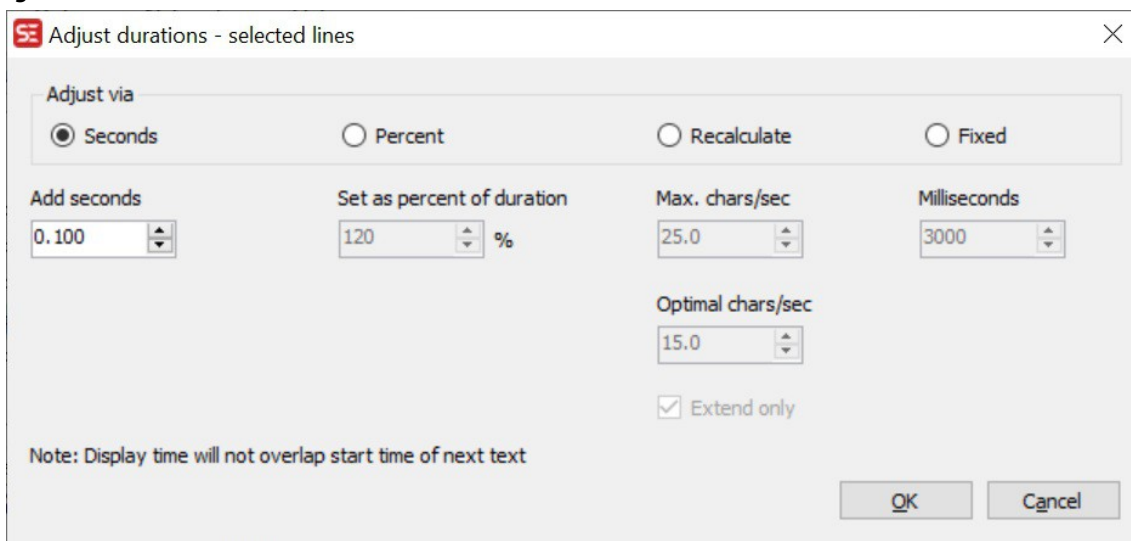 SE Adjust durations - selected lines
Adjust via
Seconds Percent Recalculate Fixed
Add seconds Set as percent of duration Max. chars/sec Milliseconds
0.100 120 % 25.0 3000
Optimal chars/sec
15.0
Extend only
Note: Display time will not overlap start time of next text
OK Cancel